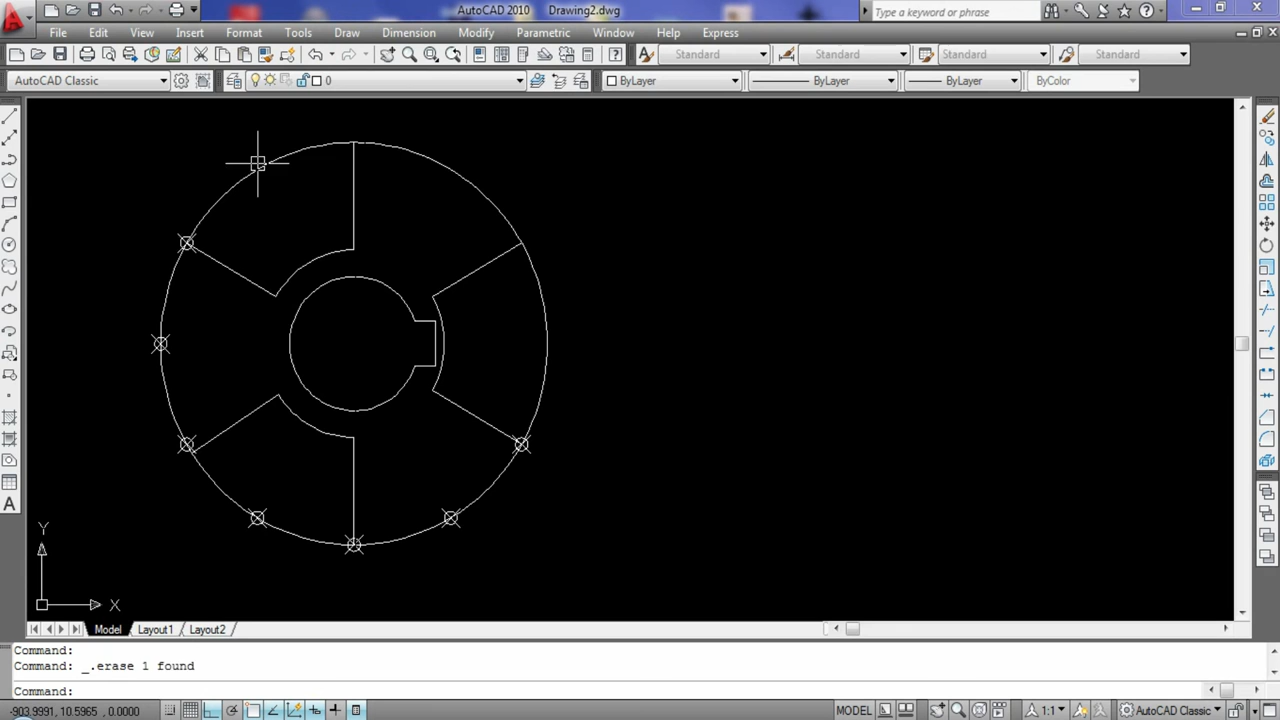 AutoCAD 2010 Drawing2.dwg
Type a keyword or phrase
File Edit View Insert Format Tools Draw Dimension Modify Parametric Window Help Express
Standard Standard Standard Standard
AutoCAD Classic 0 ByLayer ByLayer ByLayer ByColor
A
Y
X
Model Layout1 Layout2
Command:
Command: _.erase 1 found
Command:
-903.9991, 10.5965, 0.0000 MODEL 1:1 AutoCAD Classic